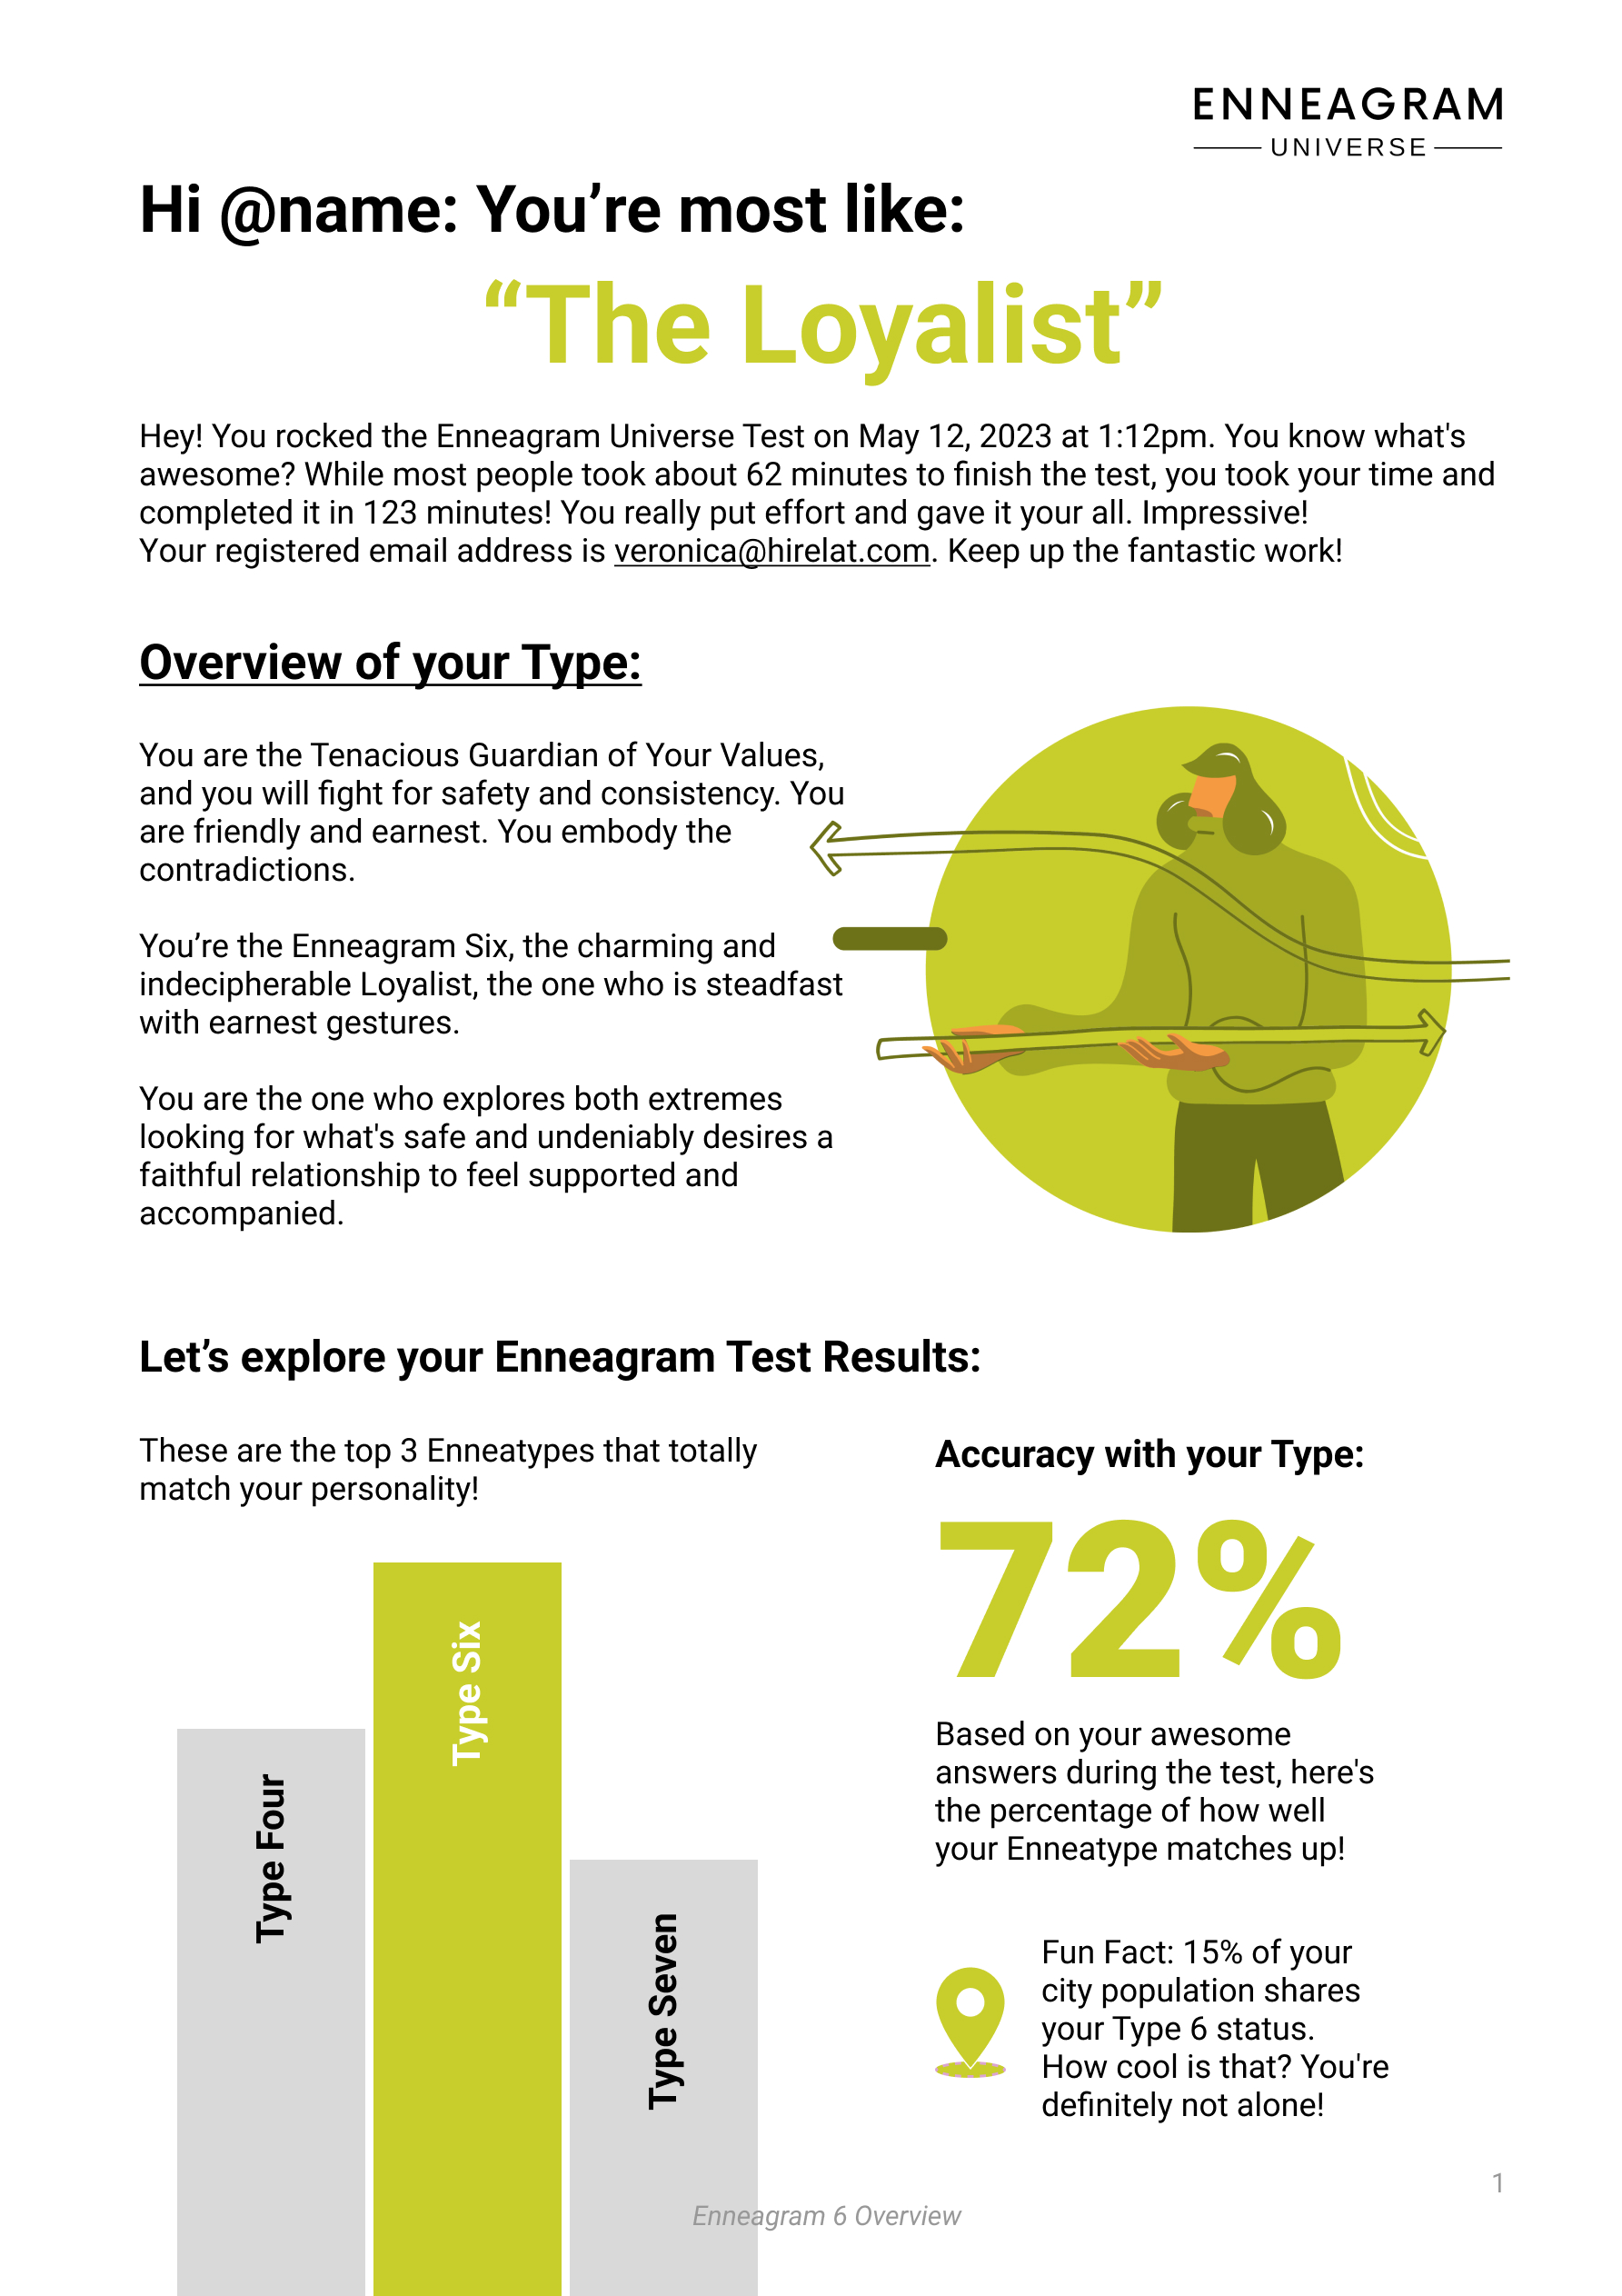 ENNEAGRAM
UNIVERSE
Hi @name: You’re most like:
“The Loyalist”
Hey! You rocked the Enneagram Universe Test on May 12, 2023 at 1:12pm. You know what's
awesome? While most people took about 62 minutes to finish the test, you took your time and
completed it in 123 minutes! You really put effort and gave it your all. Impressive!
Your registered email address is veronica@hirelat.com. Keep up the fantastic work!
Overview of your Type:
You are the Tenacious Guardian of Your Values,
and you will fight for safety and consistency. You
are friendly and earnest. You embody the
contradictions.
You’re the Enneagram Six, the charming and
indecipherable Loyalist, the one who is steadfast
with earnest gestures.
You are the one who explores both extremes
looking for what's safe and undeniably desires a
faithful relationship to feel supported and
accompanied.
Let’s explore your Enneagram Test Results:
These are the top 3 Enneatypes that totally
match your personality!
Type Four
Type Six
Type Seven
Accuracy with your Type:
72%
Based on your awesome
answers during the test, here's
the percentage of how well
your Enneatype matches up!
Fun Fact: 15% of your
city population shares
your Type 6 status.
How cool is that? You're
definitely not alone!
1
Enneagram 6 Overview